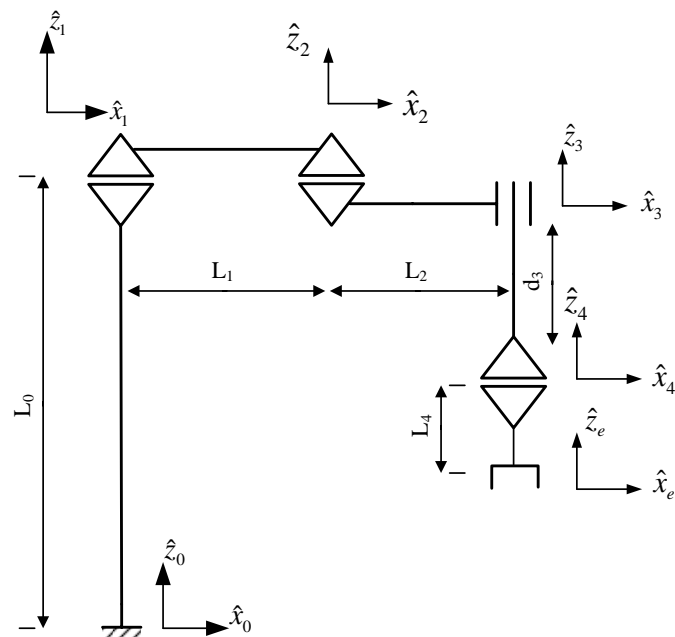 ẑ₁
x̂₁
ẑ₂
x̂₂
ẑ₃
x̂₃
L₁
L₂
d₃
ẑ₄
x̂₄
L₀
L₄
ẑₑ
x̂ₑ
ẑ₀
x̂₀